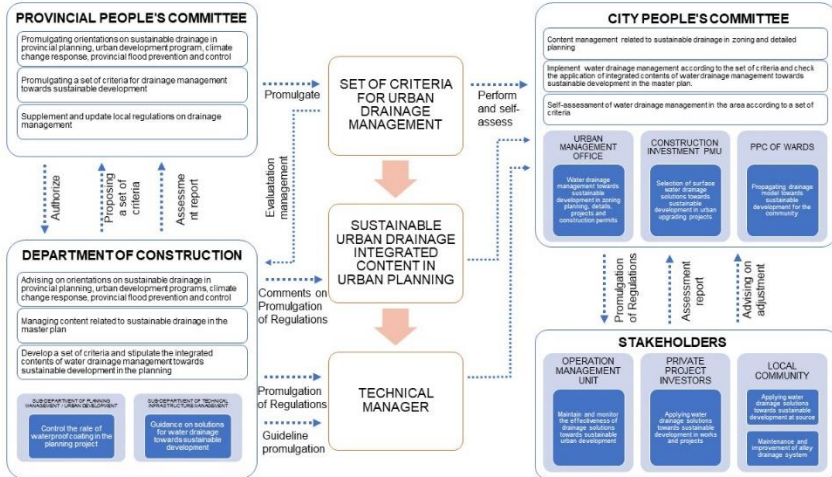 PROVINCIAL PEOPLE'S COMMITTEE
Promulgating orientations on sustainable drainage in
provincial planning, urban development program, climate
change response, provincial flood prevention and control
Promulgating a set of criteria for drainage management
towards sustainable development
Supplement and update local regulations on drainage
management
Authorize
Proposing
a set of
criteria
Assessme
nt report
DEPARTMENT OF CONSTRUCTION
Advising on orientations on sustainable drainage in
provincial planning, urban development programs, climate
change response, provincial flood prevention and control
Managing content related to sustainable drainage in the
master plan
Develop a set of criteria and stipulate the integrated
contents of water drainage management towards
sustainable development in the planning
SUB-DEPARTMENT OF PLANNING
MANAGEMENT / URBAN DEVELOPMENT
Control the rate of
waterproof coating in the
planning project
SUB-DEPARTMENT OF TECHNICAL
INFRASTRUCTURE MANAGEMENT
Guidance on solutions
for water drainage
towards sustainable
development
Promulgate
Evaluatation
management
Comments on
Promulgation
of Regulations
Promulgation
of Regulations
Guideline
promulgation
SET OF CRITERIA
FOR URBAN
DRAINAGE
MANAGEMENT
SUSTAINABLE
URBAN DRAINAGE
INTEGRATED
CONTENT IN
URBAN PLANNING
TECHNICAL
MANAGER
Perform
and self-
assess
CITY PEOPLE'S COMMITTEE
Content management related to sustainable drainage in zoning and detailed
planning
Implement water drainage management according to the set of criteria and check
the application of integrated contents of water drainage management towards
sustainable development in the master plan.
Self-assessment of water drainage management in the area according to a set of
criteria
URBAN
MANAGEMENT
OFFICE
Water drainage
management towards
sustainable
development in zoning
planning, details,
projects and
construction permits
CONSTRUCTION
INVESTMENT PMU
Selection of surface
water drainage
solutions towards
sustainable
development in urban
upgrading projects
PPC OF WARDS
Propagating drainage
model towards
sustainable
development for the
community
Promulgation
of Regulations
Assessment
report
Advising on
adjustment
STAKEHOLDERS
OPERATION
MANAGEMENT
UNIT
Maintain and monitor
the effectiveness of
drainage solutions
towards sustainable
urban development
PRIVATE
PROJECT
INVESTORS
Applying water
drainage solutions
towards sustainable
development in works
and projects
LOCAL
COMMUNITY
Applying water
drainage solutions
towards sustainable
development at source
Maintenance and
improvement of alley
drainage system